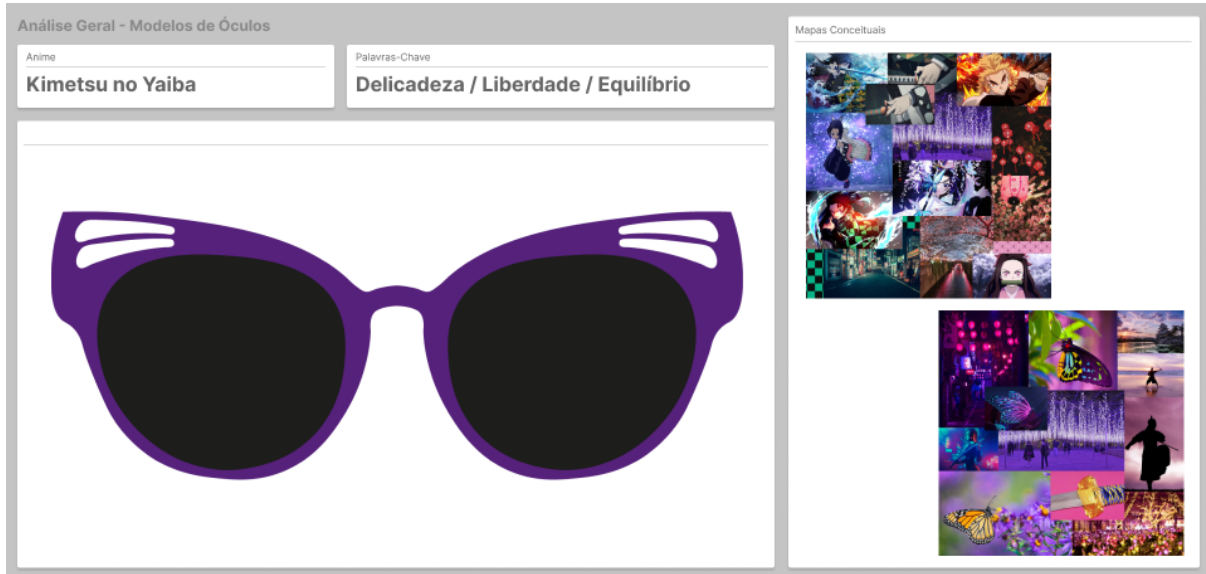 Análise Geral - Modelos de Óculos
Anime
Kimetsu no Yaiba
Palavras-Chave
Delicadeza / Liberdade / Equilíbrio
Mapas Conceituais